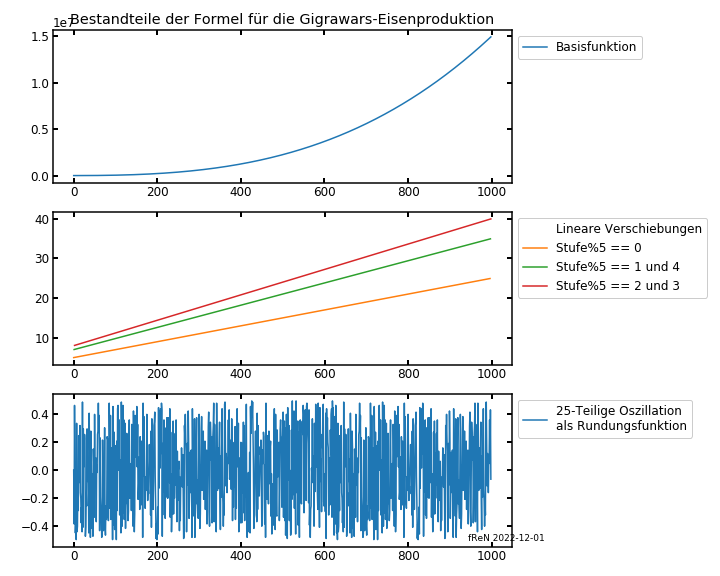 Bestandteile der Formel für die Gigrawars-Eisenproduktion
1e7
1.5
1.0
0.5
0.0
0 200 400 600 800 1000
Basisfunktion
40
30
20
10
0 200 400 600 800 1000
Lineare Verschiebungen
Stufe%5 == 0
Stufe%5 == 1 und 4
Stufe%5 == 2 und 3
0.4
0.2
0.0
−0.2
−0.4
0 200 400 600 800 1000
25-Teilige Oszillation
als Rundungsfunktion
fReN 2022-12-01